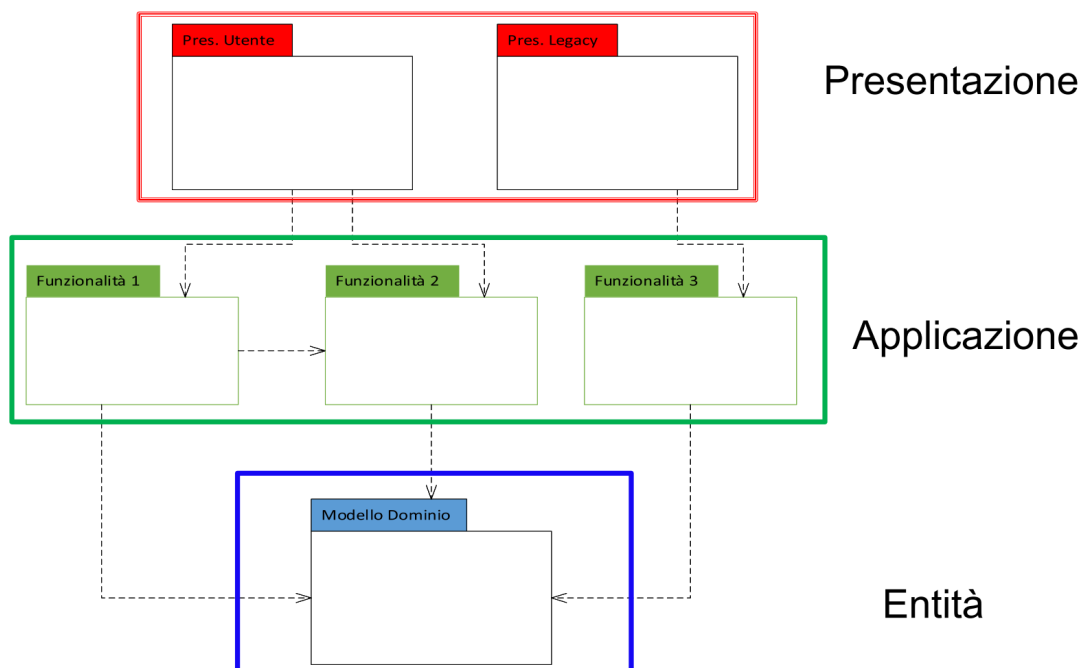 Pres. Utente
Pres. Legacy
Presentazione
Funzionalità 1
Funzionalità 2
Funzionalità 3
Applicazione
Modello Dominio
Entità